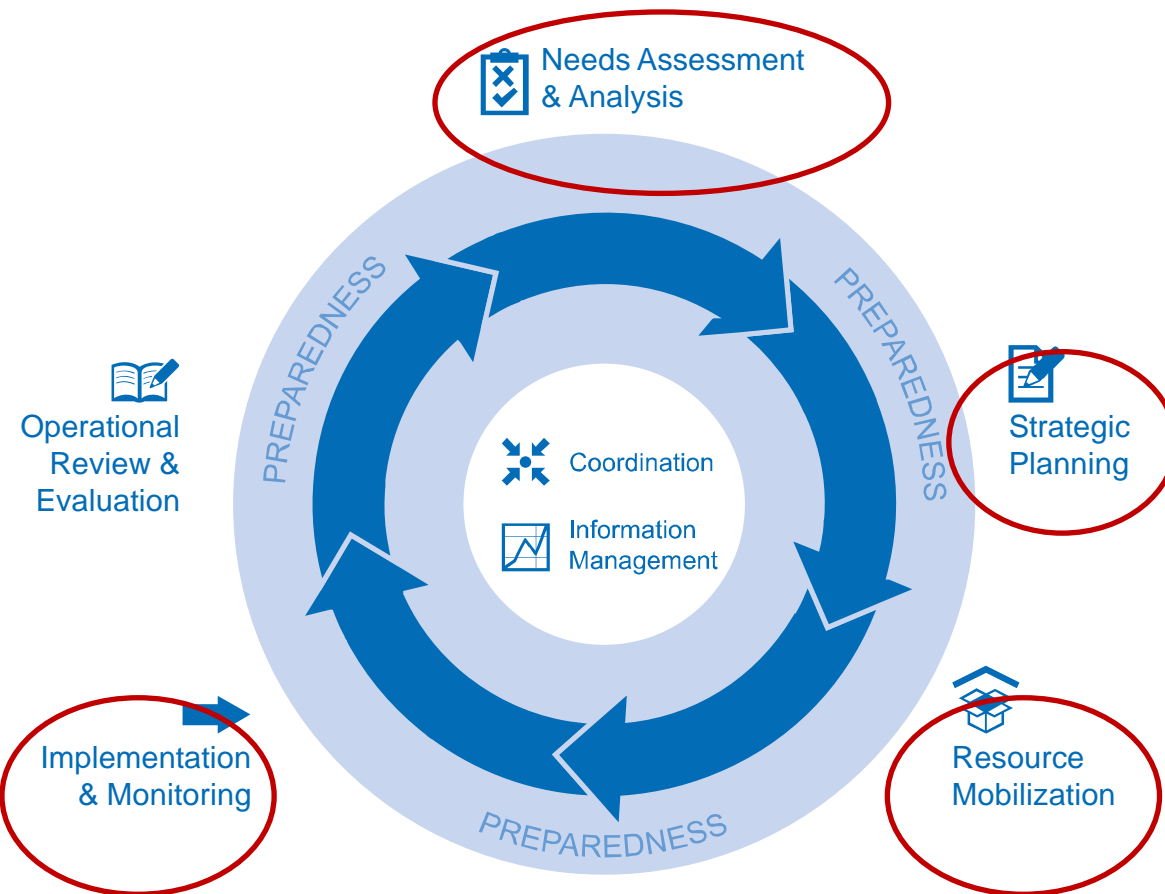 Needs Assessment
& Analysis
PREPAREDNESS
PREPAREDNESS
Strategic
Planning
Operational
Review &
Evaluation
Coordination
Information
Management
Implementation
& Monitoring
Resource
Mobilization
PREPAREDNESS